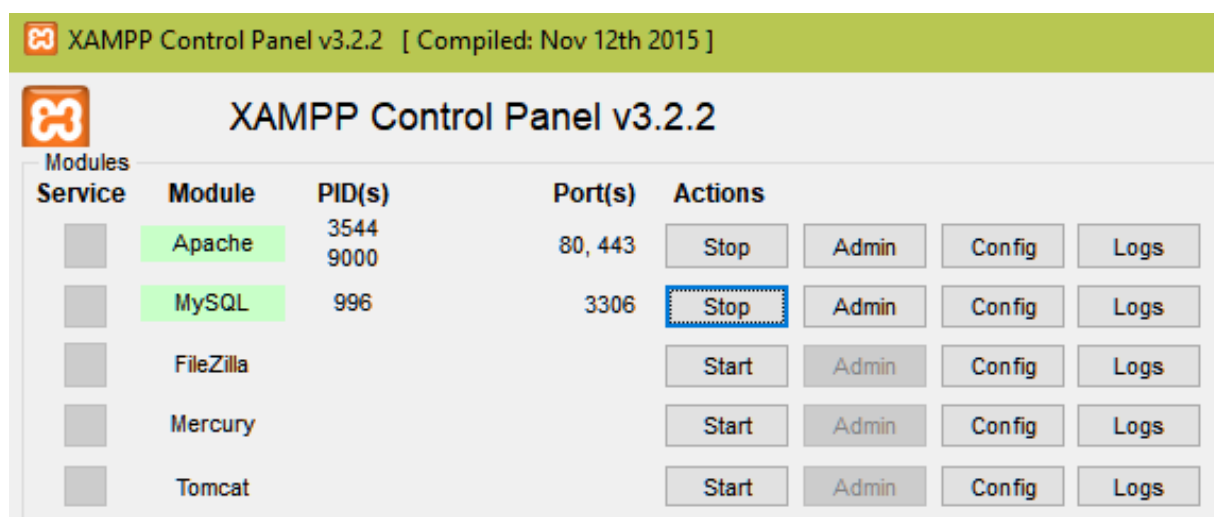 XAMPP Control Panel v3.2.2 [ Compiled: Nov 12th 2015 ]
XAMPP Control Panel v3.2.2
Modules
Service Module PID(s) Port(s) Actions
Apache 3544 9000 80, 443 Stop Admin Config Logs
MySQL 996 3306 Stop Admin Config Logs
FileZilla Start Admin Config Logs
Mercury Start Admin Config Logs
Tomcat Start Admin Config Logs